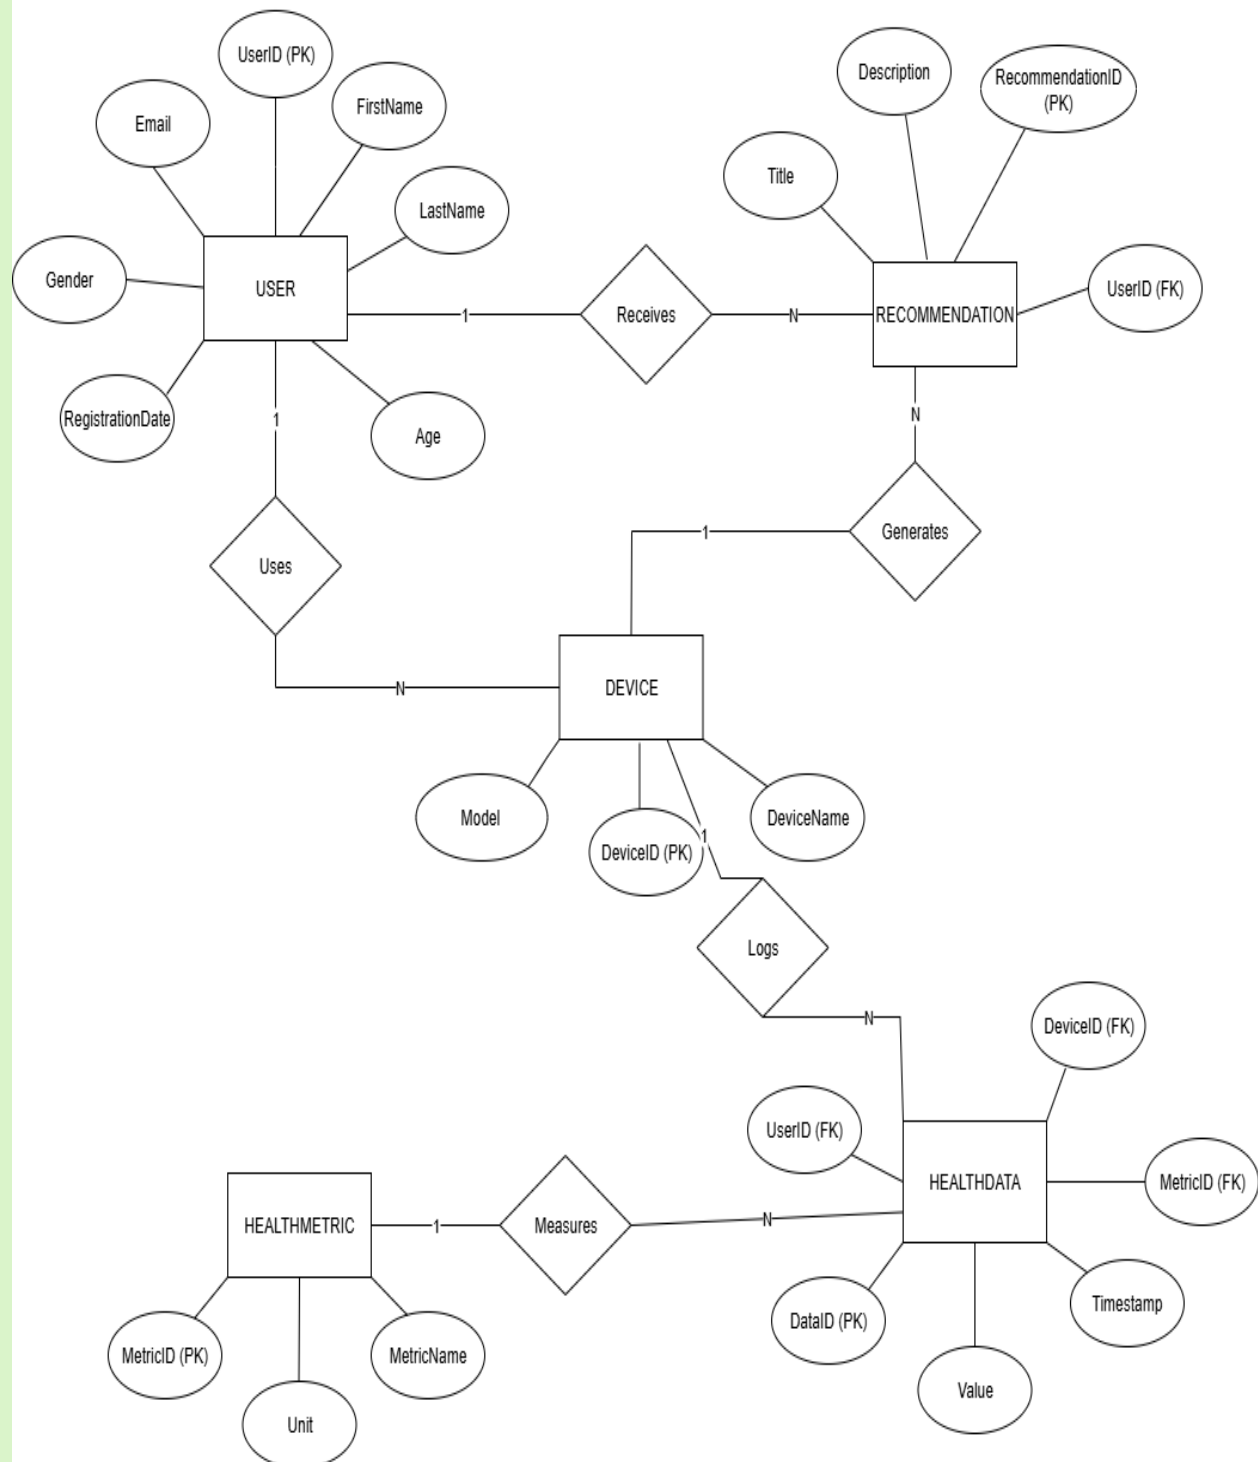 UserID (PK)
Description
RecommendationID
(PK)
FirstName
Email
Title
LastName
Gender
USER
UserID (FK)
1
Receives
N
RECOMMENDATION
RegistrationDate
1
Age
N
1
Generates
Uses
N
DEVICE
Model
DeviceID (PK)
1
DeviceName
Logs
N
DeviceID (FK)
UserID (FK)
HEALTHDATA
MetricID (FK)
HEALTHMETRIC
1
Measures
N
Timestamp
DataID (PK)
MetricID (PK)
MetricName
Value
Unit